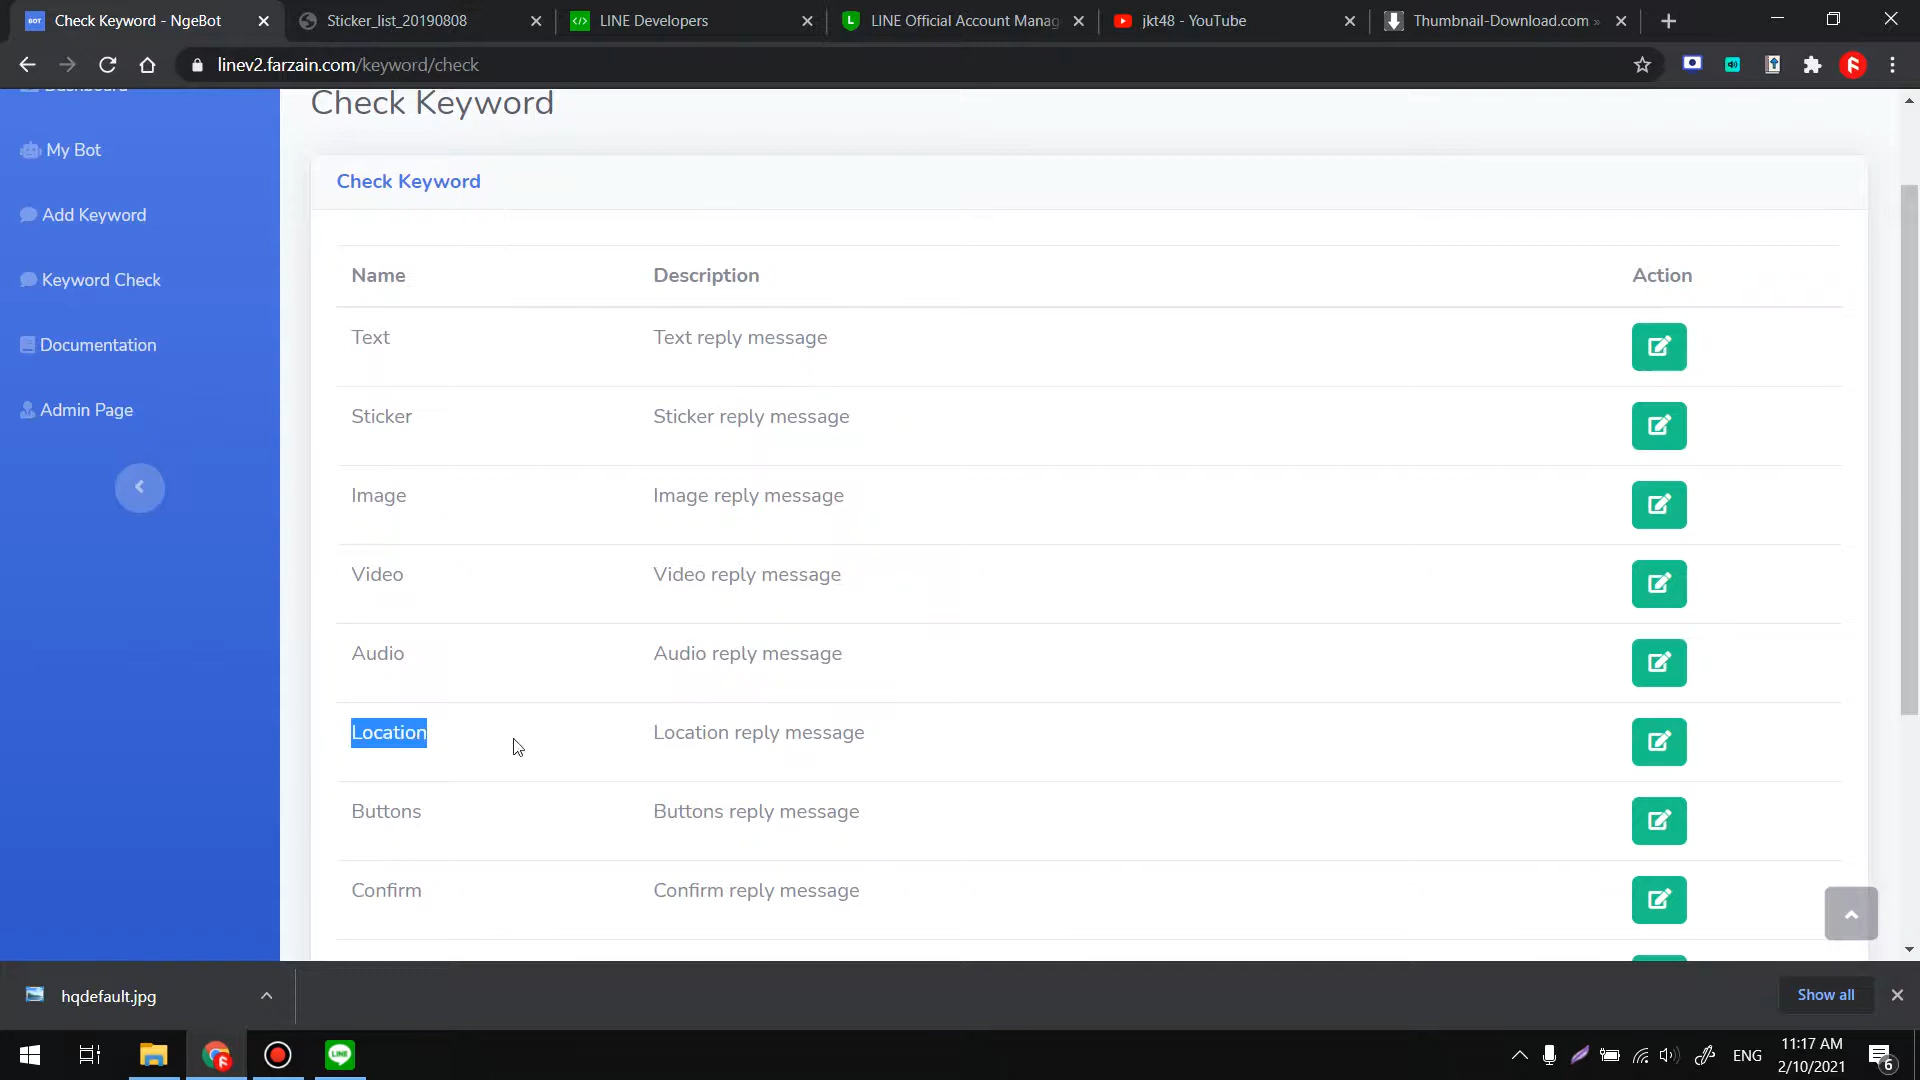 BOT Check Keyword - NgeBot
Sticker_list_20190808
LINE Developers
LINE Official Account Manag
jkt48 - YouTube
Thumbnail-Download.com »
linev2.farzain.com/keyword/check
My Bot
Add Keyword
Keyword Check
Documentation
Admin Page
Check Keyword
Check Keyword
Name Description Action
Text Text reply message
Sticker Sticker reply message
Image Image reply message
Video Video reply message
Audio Audio reply message
Location Location reply message
Buttons Buttons reply message
Confirm Confirm reply message
hqdefault.jpg
Show all
LINE
ENG
11:17 AM
2/10/2021
6